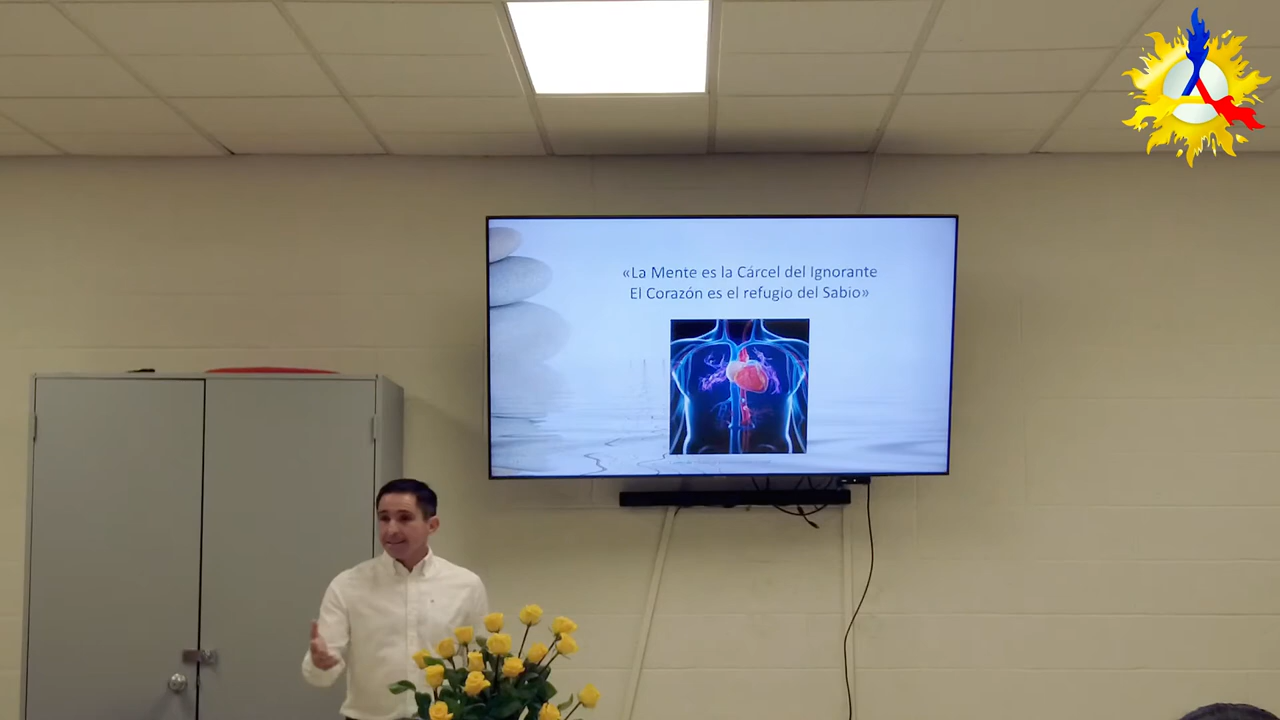 «La Mente es la Cárcel del Ignorante
El Corazón es el refugio del Sabio»